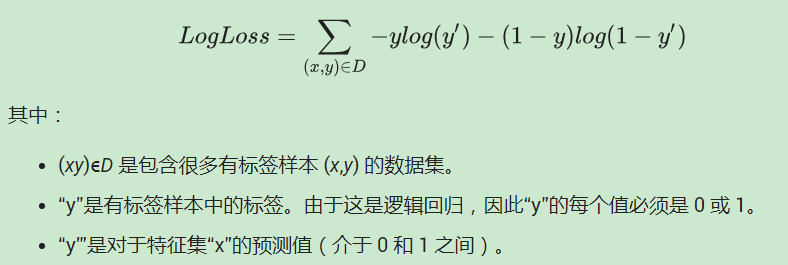 LogLoss = ∑ −ylog(y′) − (1 − y)log(1 − y′)
(x,y)∈D
其中：
• (xy)ϵD 是包含很多有标签样本 (x,y) 的数据集。
• “y”是有标签样本中的标签。由于这是逻辑回归，因此“y”的每个值必须是 0 或 1。
• “y'”是对于特征集“x”的预测值（介于 0 和 1 之间）。